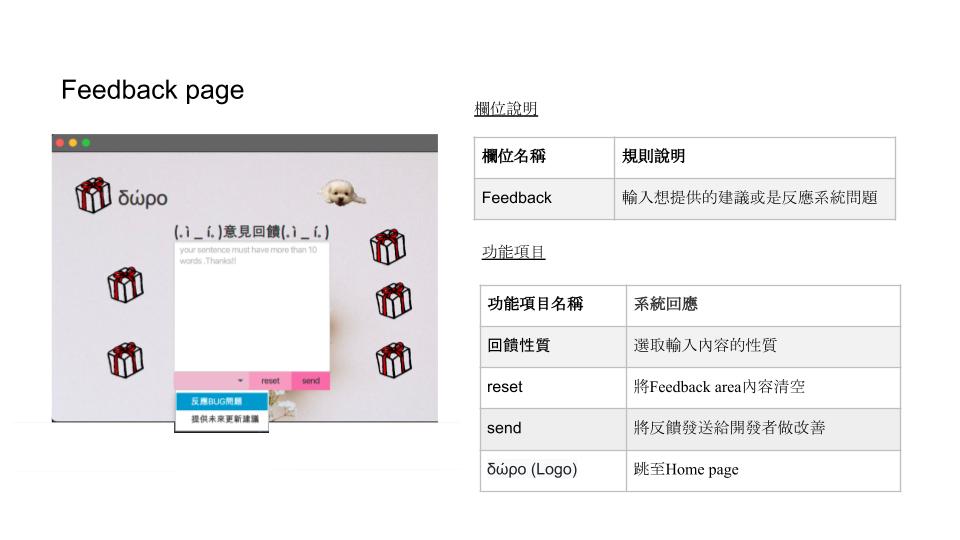 Feedback page
δώρο
(.ì _ í.)意見回饋(.ì _ í.)
your sentence must have more than 10
words .Thanks!!
reset
send
反應BUG問題
提供未來更新建議
欄位說明
欄位名稱 規則說明
Feedback 輸入想提供的建議或是反應系統問題
功能項目
功能項目名稱 系統回應
回饋性質 選取輸入內容的性質
reset 將Feedback area內容清空
send 將反饋發送給開發者做改善
δώρο (Logo) 跳至Home page